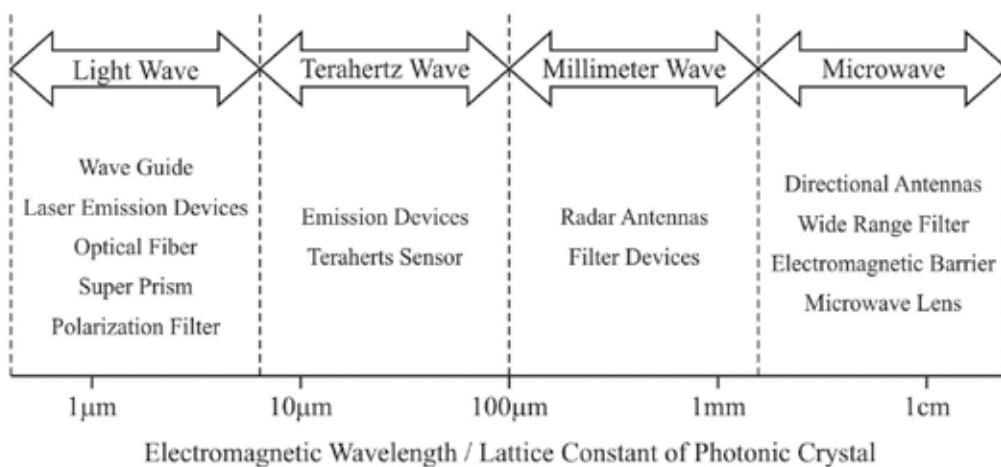 Light Wave
Terahertz Wave
Millimeter Wave
Microwave
Wave Guide
Laser Emission Devices
Optical Fiber
Super Prism
Polarization Filter
Emission Devices
Teraherts Sensor
Radar Antennas
Filter Devices
Directional Antennas
Wide Range Filter
Electromagnetic Barrier
Microwave Lens
1μm
10μm
100μm
1mm
1cm
Electromagnetic Wavelength / Lattice Constant of Photonic Crystal